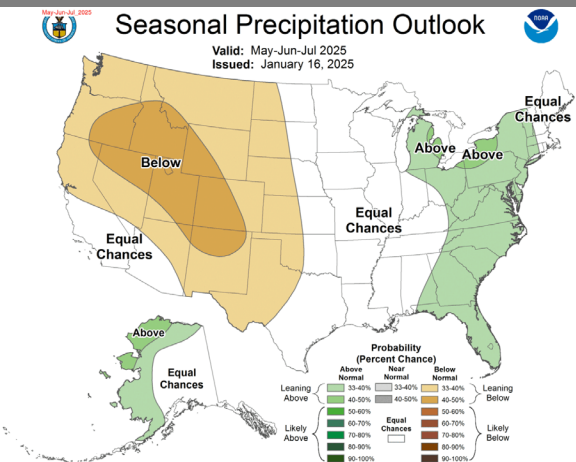 May-Jun-Jul_2025
Seasonal Precipitation Outlook
NOAA
Valid: May-Jun-Jul 2025
Issued: January 16, 2025
Equal
Chances
Above
Above
Below
Equal
Chances
Equal
Chances
Above
Equal
Chances
Probability
(Percent Chance)
Above Normal
Near Normal
Below Normal
Leaning Above
33-40% 33-40% 33-40%
40-50% 40-50% 40-50%
Leaning Below
Likely Above
50-60% 50-60%
60-70% 60-70%
Equal Chances
70-80% 70-80%
80-90% 80-90%
90-100% 90-100%
Likely Below